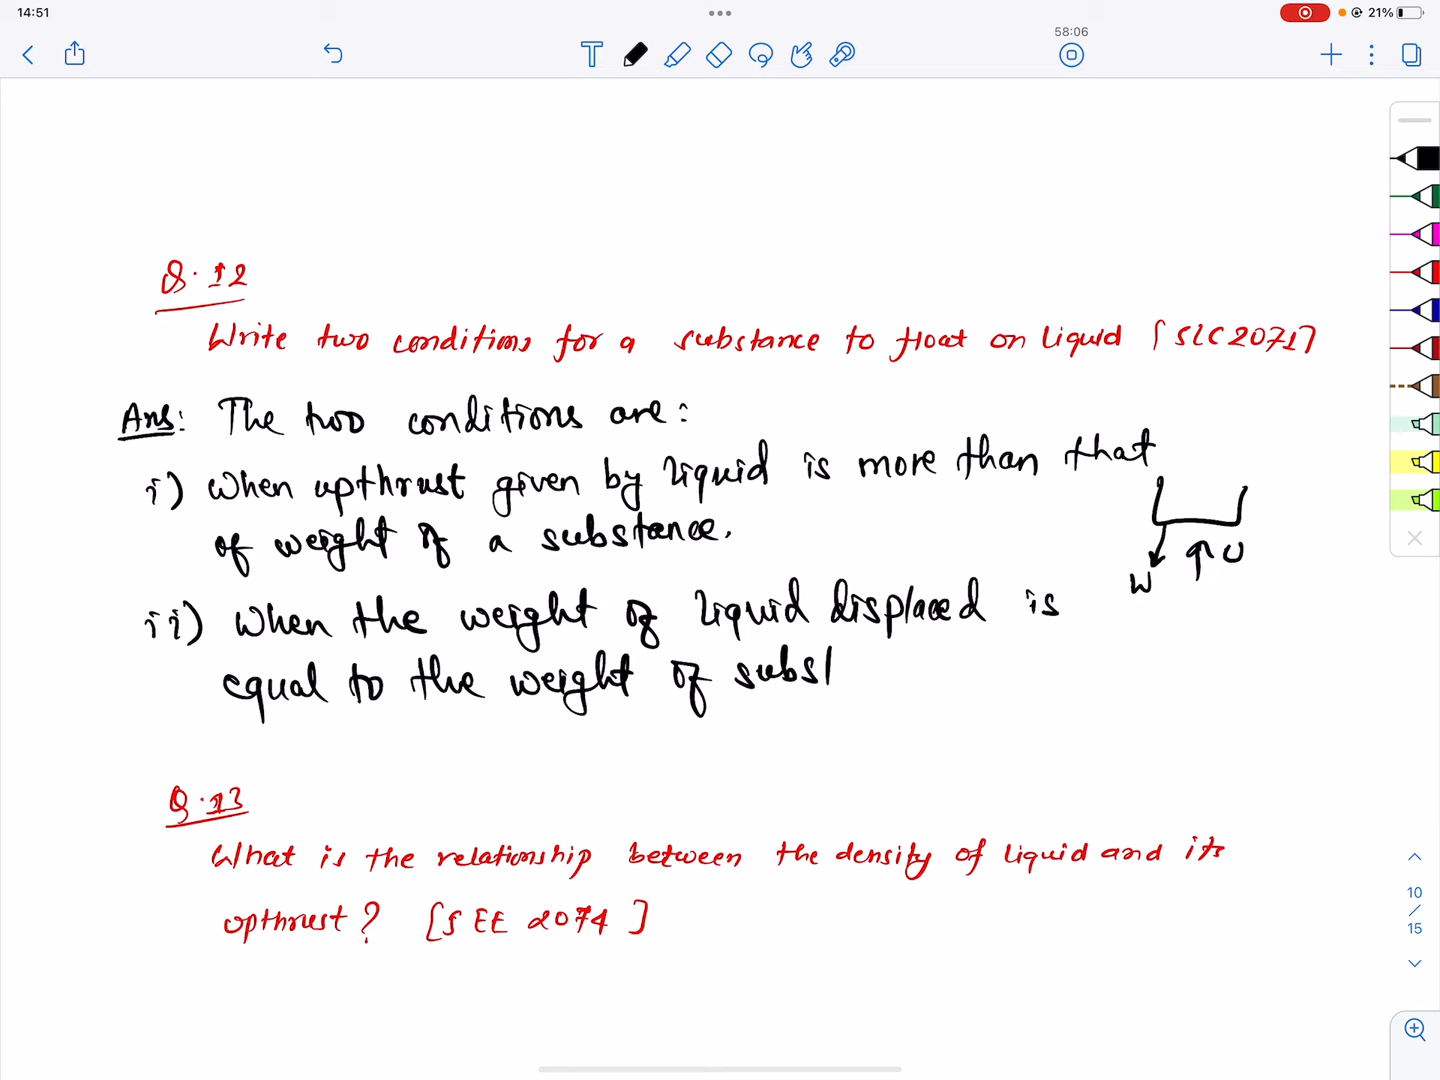 14:51
21%
58:06
Q.12
Write two conditions for a substance to float on liquid [SLC 2071]
Ans: The two conditions are:
i) When upthrust given by liquid is more than that
of weight of a substance.
W ↑ U
ii) When the weight of liquid displaced is
equal to the weight of subs
Q.13
What is the relationship between the density of liquid and its
upthrust? [SEE 2074]
10
/
15